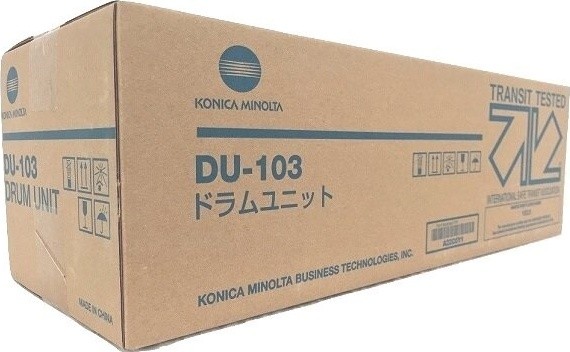 DU-103
DRUM UNIT
MADE IN JAPAN
KONICA MINOLTA
DU-103
ドラムユニット
KONICA MINOLTA BUSINESS TECHNOLOGIES, INC.
TRANSIT TESTED
INTERNATIONAL SAFE TRANSIT ASSOCIATION